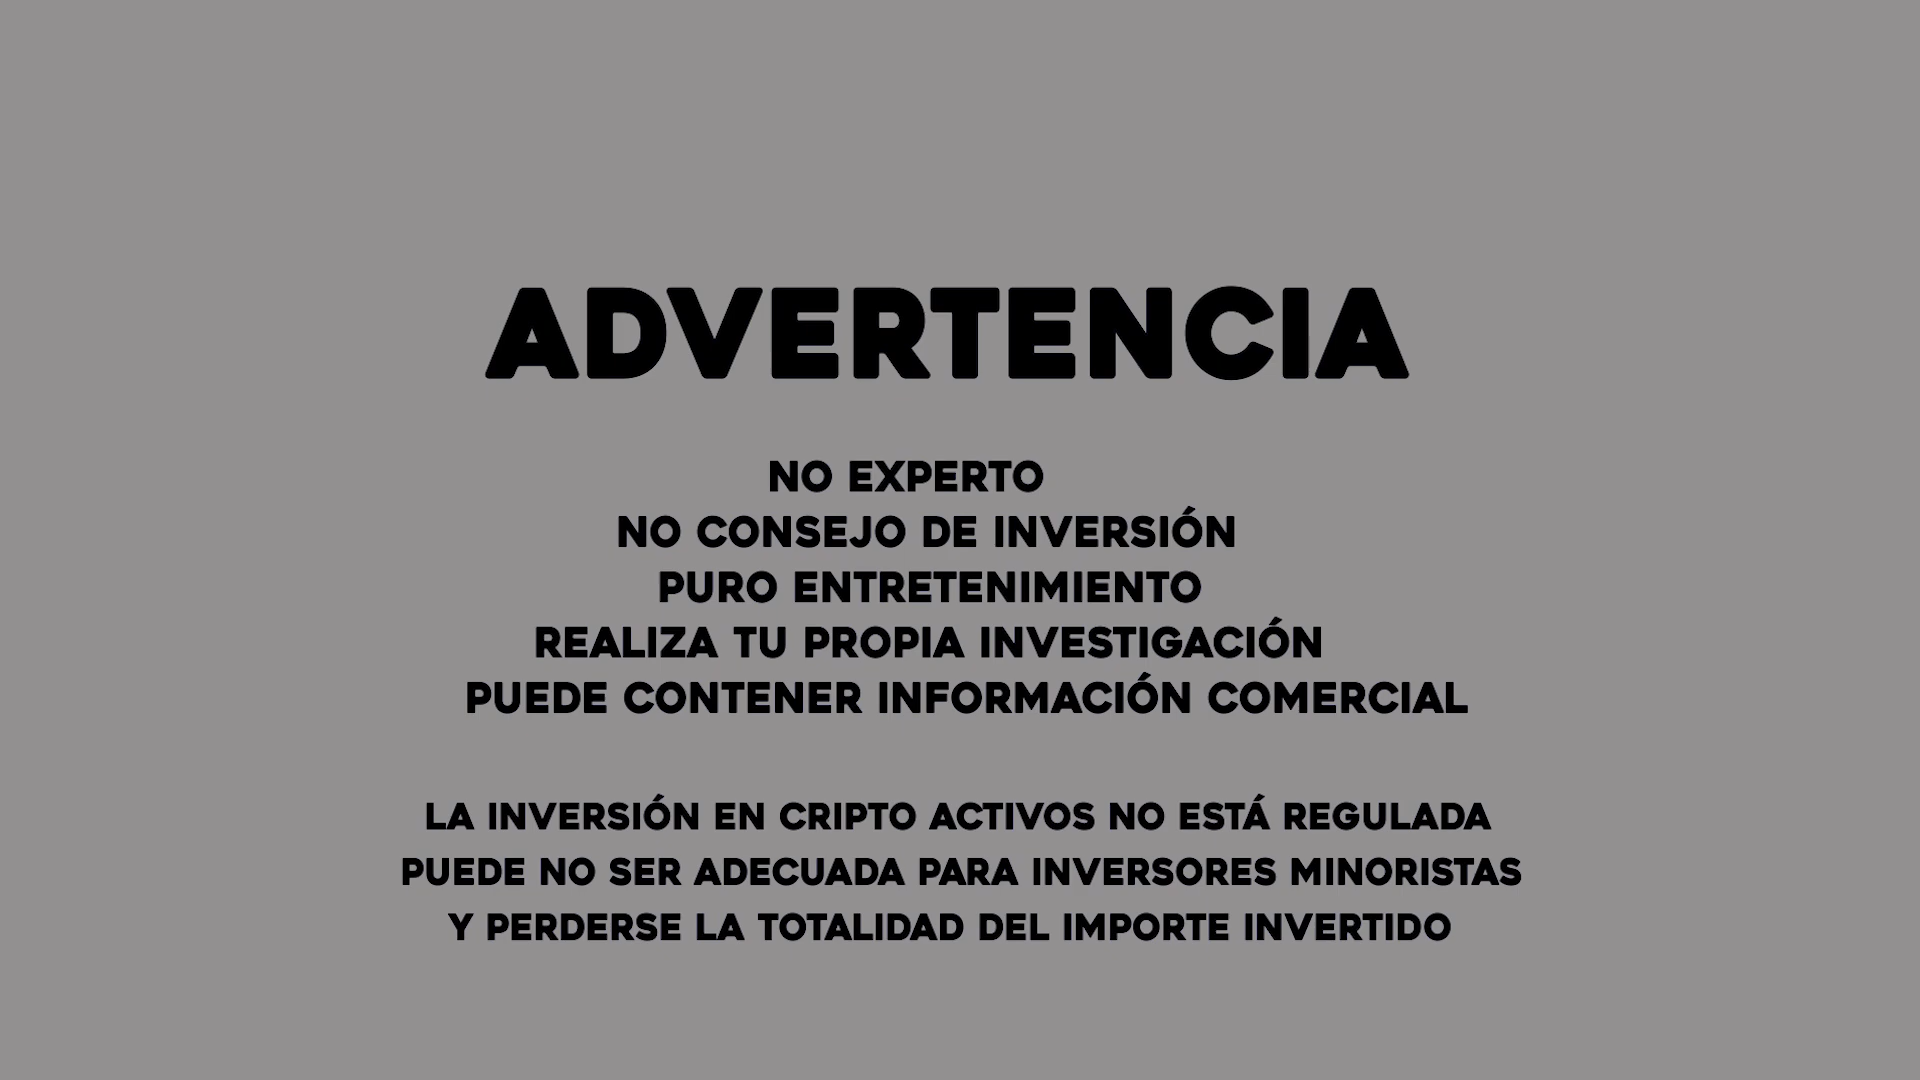 ADVERTENCIA
NO EXPERTO
NO CONSEJO DE INVERSIÓN
PURO ENTRETENIMIENTO
REALIZA TU PROPIA INVESTIGACIÓN
PUEDE CONTENER INFORMACIÓN COMERCIAL
LA INVERSIÓN EN CRIPTO ACTIVOS NO ESTÁ REGULADA
PUEDE NO SER ADECUADA PARA INVERSORES MINORISTAS
Y PERDERSE LA TOTALIDAD DEL IMPORTE INVERTIDO